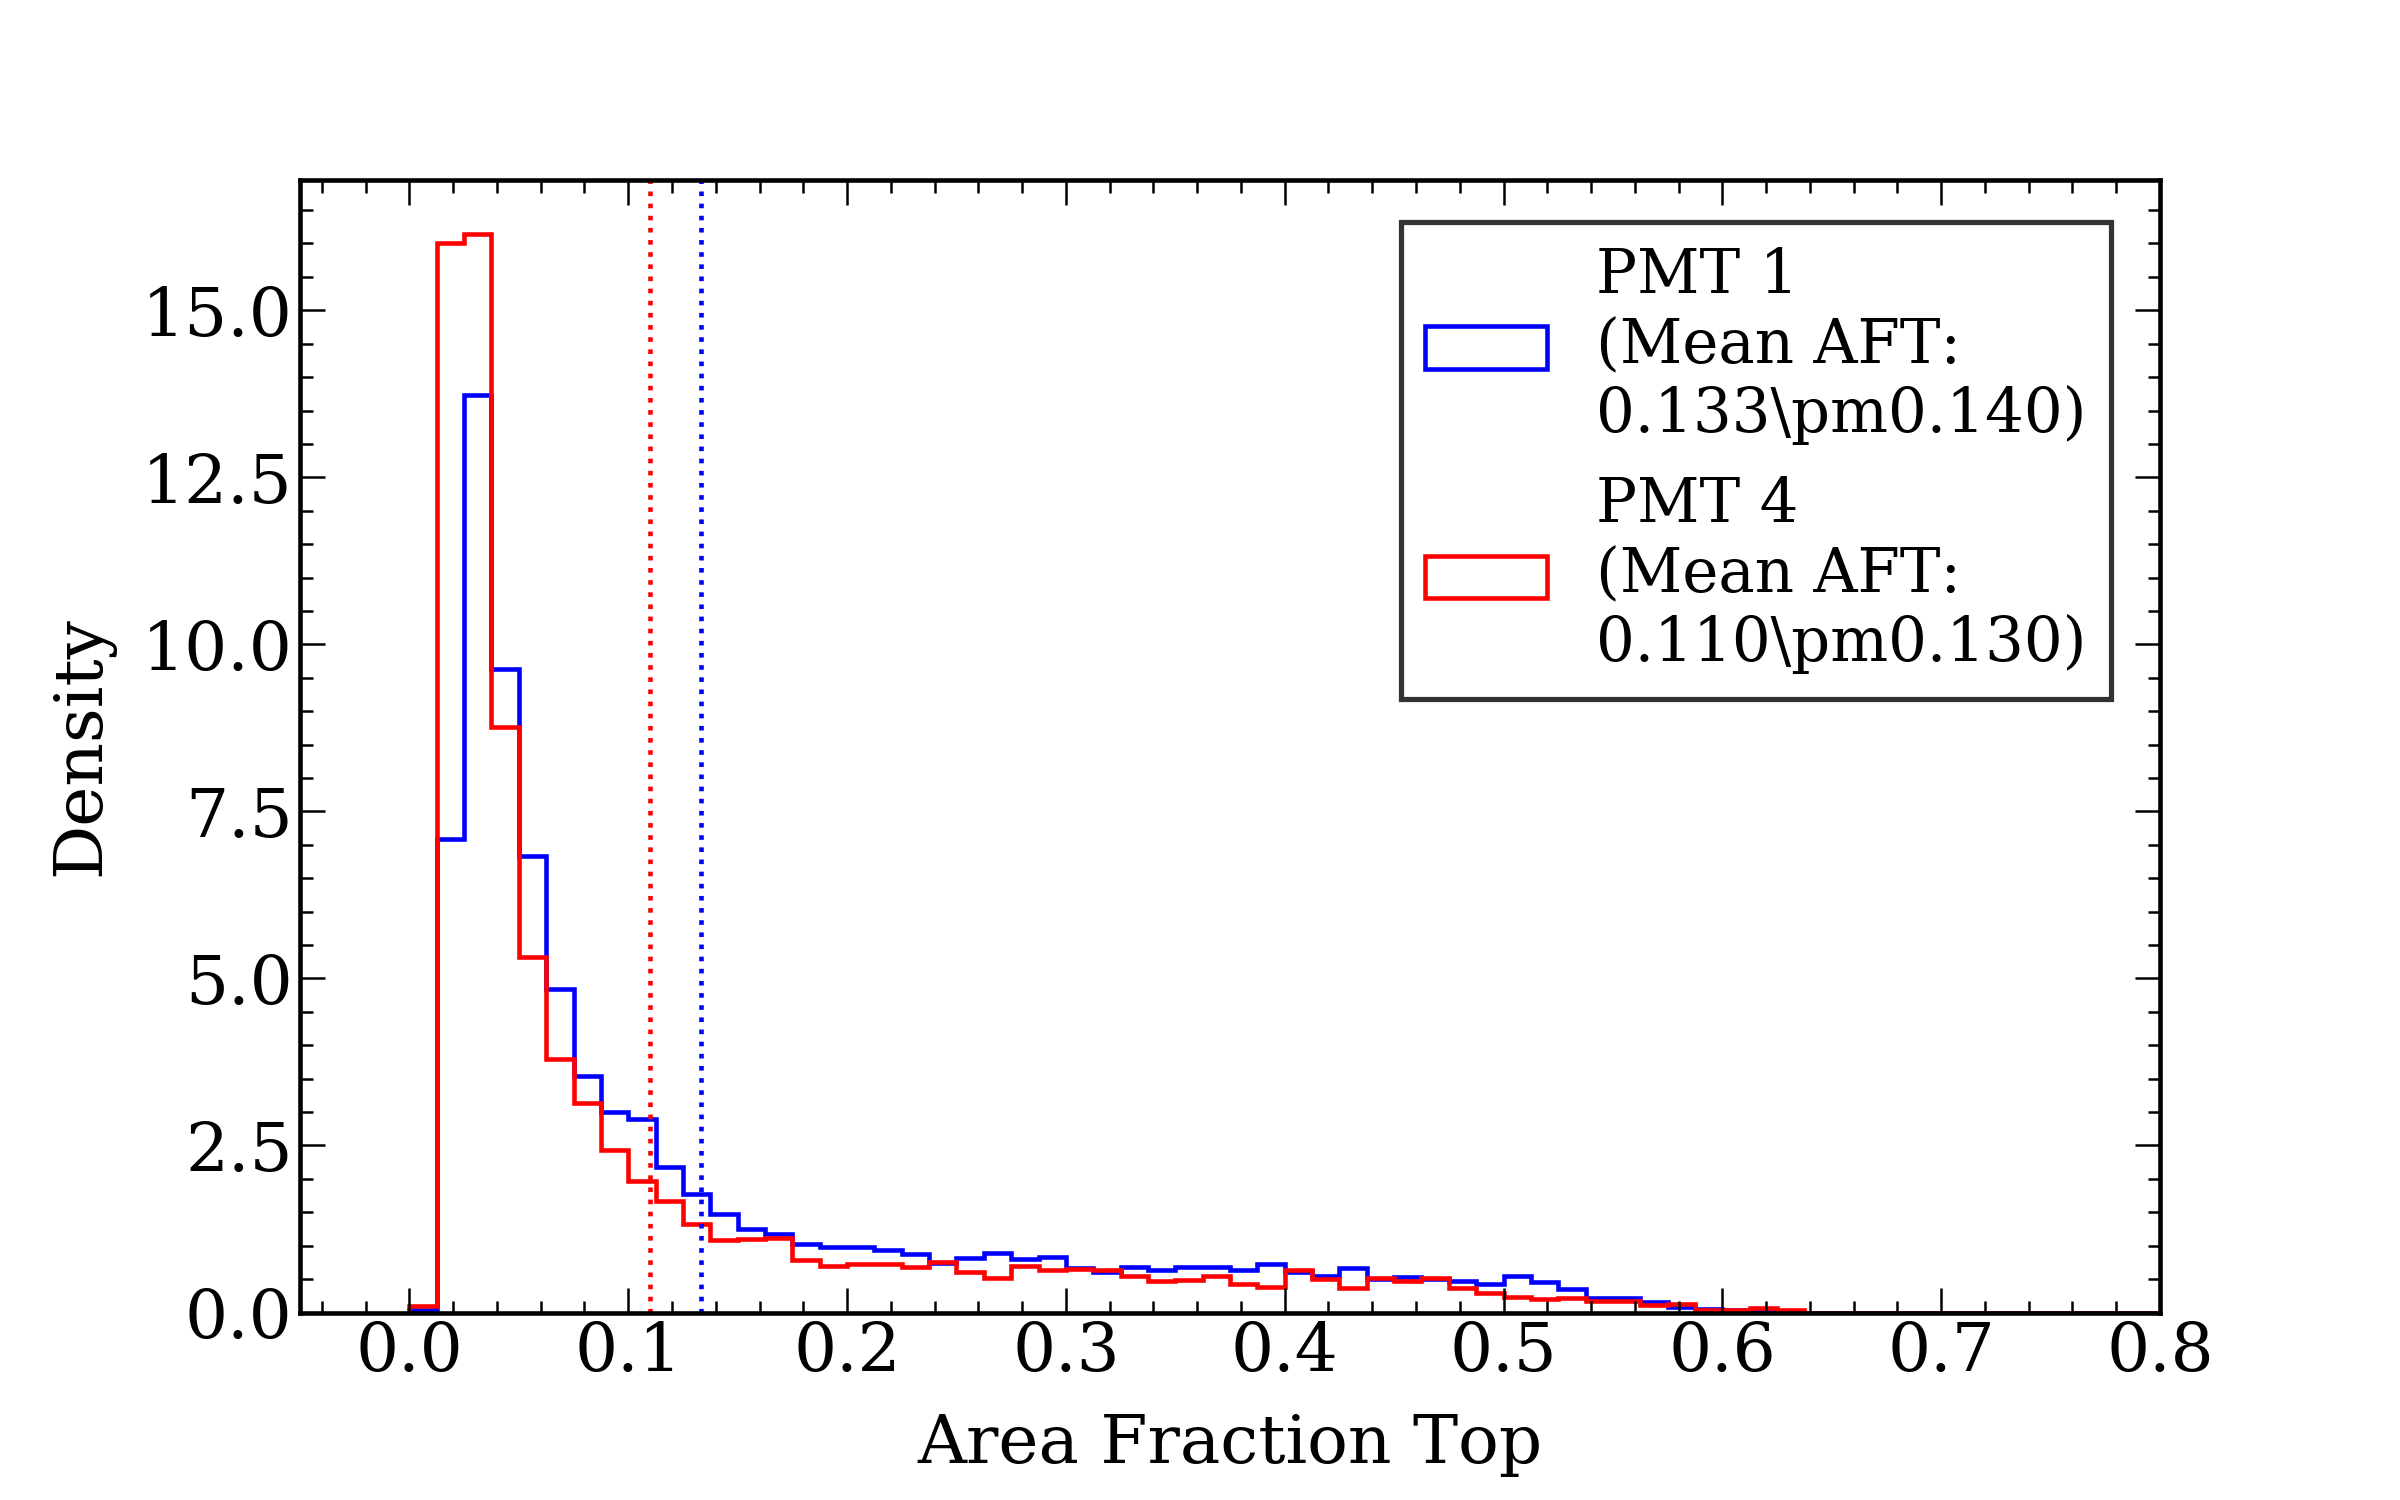 PMT 1
(Mean AFT:
0.133\pm0.140)
PMT 4
(Mean AFT:
0.110\pm0.130)
15.0
12.5
10.0
7.5
5.0
2.5
0.0
Density
0.0 0.1 0.2 0.3 0.4 0.5 0.6 0.7 0.8
Area Fraction Top